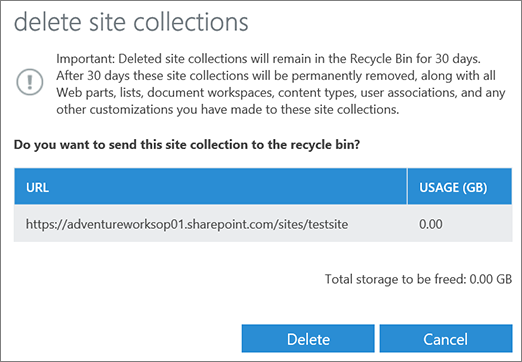 delete site collections
Important: Deleted site collections will remain in the Recycle Bin for 30 days.
After 30 days these site collections will be permanently removed, along with all
Web parts, lists, document workspaces, content types, user associations, and any
other customizations you have made to these site collections.
Do you want to send this site collection to the recycle bin?
URL USAGE (GB)
https://adventureworksop01.sharepoint.com/sites/testsite 0.00
Total storage to be freed: 0.00 GB
Delete Cancel